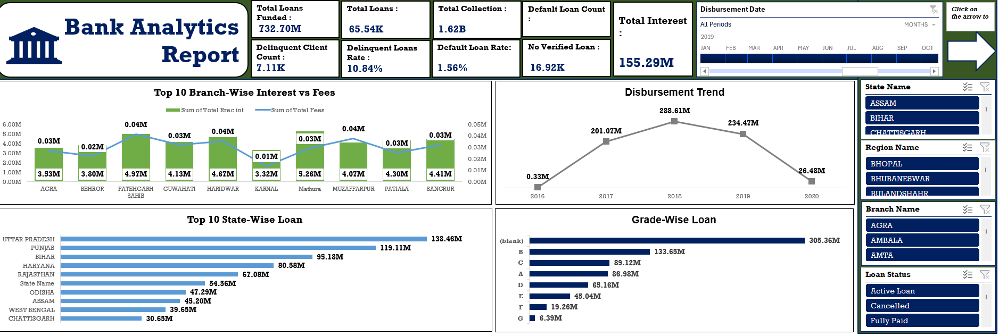 Bank Analytics
Report
Total Loans
Funded :
732.70M
Total Loans :
65.54K
Total Collection :
1.62B
Default Loan Count
:
Delinquent Client
Count :
7.11K
Delinquent Loans
Rate :
10.84%
Default Loan Rate:
1.56%
No Verified Loan :
16.92K
Total Interest
:
155.29M
Disbursement Date
All Periods
MONTHS
2019
JAN FEB MAR APR MAY JUN JUL AUG SEP OCT
Click on
the arrow to
Top 10 Branch-Wise Interest vs Fees
Sum of Total Rrec int Sum of Total Fees
6.00M
5.00M
4.00M
3.00M
2.00M
1.00M
0.00M
0.03M 0.02M 0.04M 0.03M 0.04M 0.01M 0.03M 0.04M 0.03M 0.03M
3.53M 3.80M 4.97M 4.13M 4.67M 3.32M 5.26M 4.07M 4.30M 4.41M
0.05M
0.04M
0.03M
0.02M
0.01M
0.00M
AGRA BEHROR FATEHGARH GUWAHATI HARIDWAR KARNAL Mathura MUZAFFARPUR PATIALA SANGRUR
SAHIB
Disbursement Trend
0.33M 201.07M 288.61M 234.47M 26.48M
2016 2017 2018 2019 2020
Top 10 State-Wise Loan
UTTAR PRADESH 138.46M
PUNJAB 119.11M
BIHAR 95.18M
HARYANA 80.58M
RAJASTHAN 67.08M
State Name 54.56M
ODISHA 47.29M
ASSAM 45.20M
WEST BENGAL 39.65M
CHATTISGARH 30.65M
Grade-Wise Loan
(blank) 305.36M
B 133.65M
C 89.12M
A 86.98M
D 65.16M
E 45.04M
F 19.26M
G 6.39M
State Name
ASSAM
BIHAR
CHATTISGARH
Region Name
BHOPAL
BHUBANESWAR
BULANDSHAHR
Branch Name
AGRA
AMBALA
AMTA
Loan Status
Active Loan
Cancelled
Fully Paid